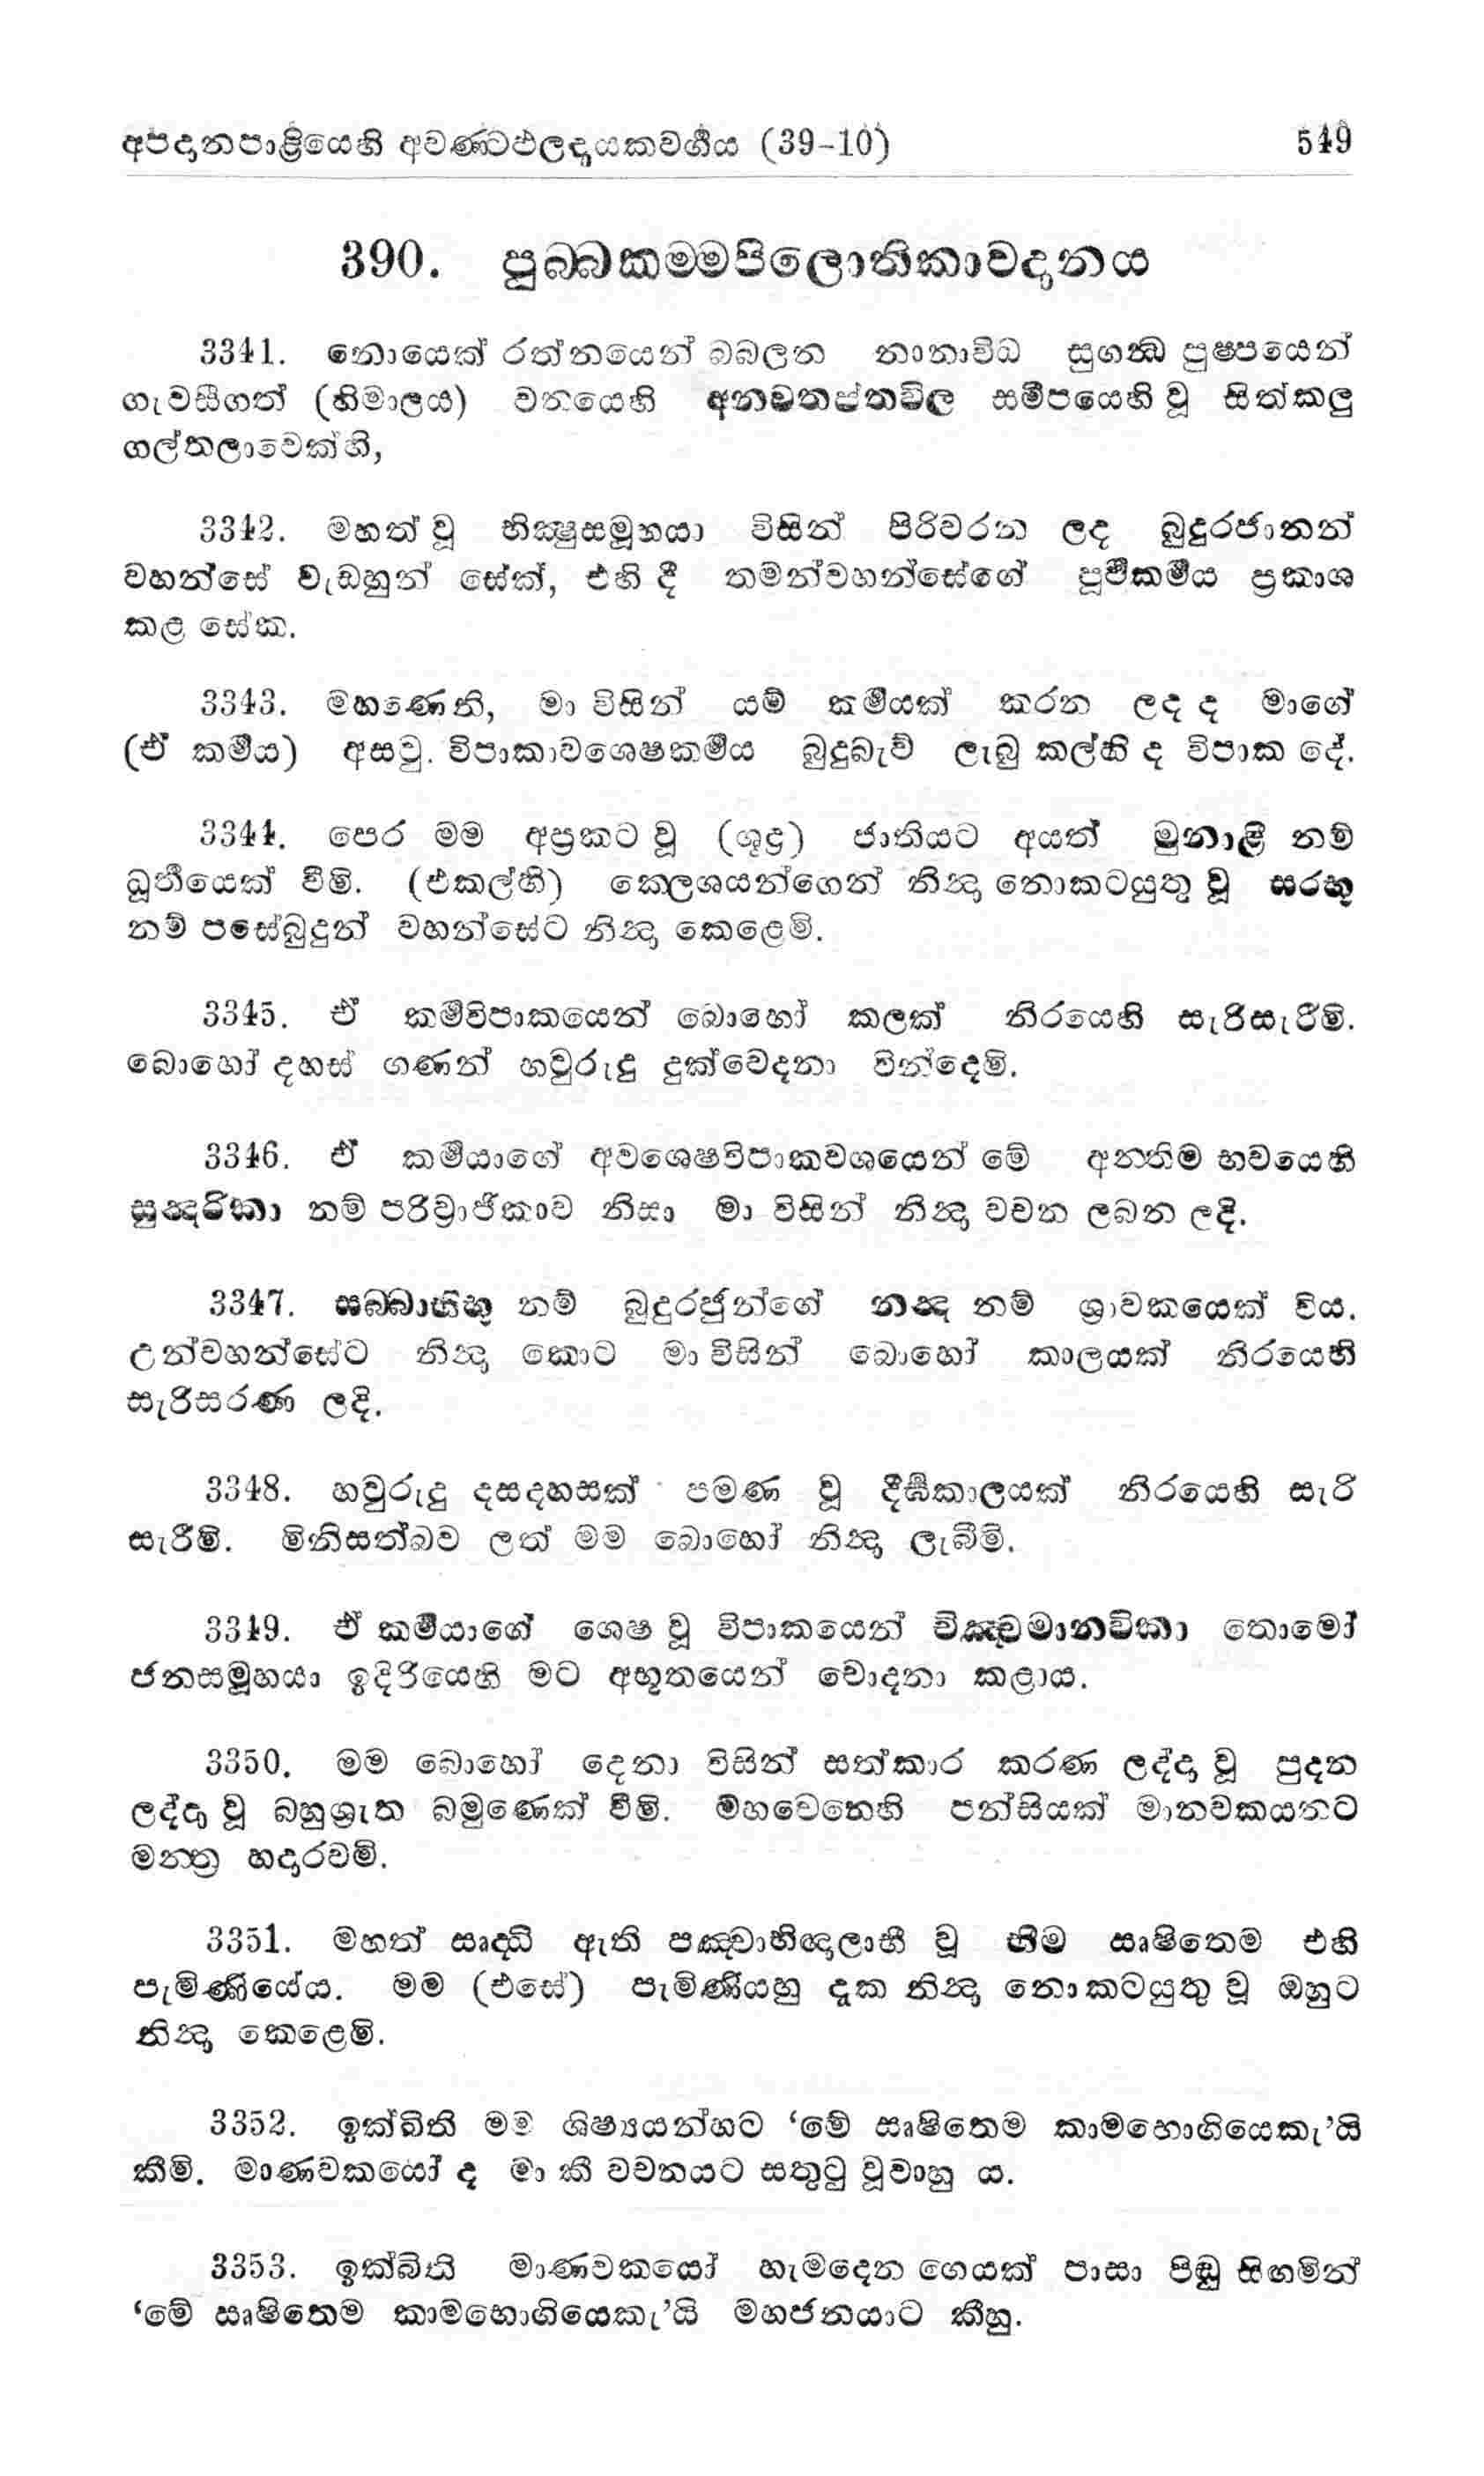 අපදානපාළියෙහි අවණ්ටඵලදායකවර්‍ගය (39-10) 549
390. පුබ්බකම්මපිලොතිකාවදානය
3341. නොයෙක් රත්නයෙන් බබලන නානාවිධ සුගන්‍ධ පුෂ්පයෙන්
ගැවසීගත් (හිමාලය) වනයෙහි අනවතප්තවිල සමීපයෙහි වූ සිත්කලු
ගල්තලාවෙක්හි,
3342. මහත් වූ භික්‍ෂුසමූහයා විසින් පිරිවරන ලද බුදුරජානන්
වහන්සේ වැඩහුන් සේක්, එහි දී තමන්වහන්සේගේ පූර්‍වකර්‍මය ප්‍රකාශ
කළ සේක.
3343. මහණෙනි, මා විසින් යම් කර්‍මයක් කරන ලද ද මාගේ
(ඒ කර්‍මය) අසවු. විපාකාවශෙෂකර්‍මය බුදුබැව් ලැබූ කල්හි ද විපාක දේ.
3344. පෙර මම අප්‍රකට වූ (ශූද්‍ර) ජාතියට අයත් මුනාළි නම්
ධූර්‍තයෙක් වීමි. (එකල්හි) කෙලශයන්ගෙන් නින්‍දා නොකටයුතු වූ සරභු
නම් පසේබුදුන් වහන්සේට නින්‍දා කෙළෙමි.
3345. ඒ කර්‍මවිපාකයෙන් බොහෝ කලක් නිරයෙහි සැරිසැරීමි.
බොහෝ දහස් ගණන් හවුරුදු දුක්වෙදනා වින්දෙමි.
3346. ඒ කර්‍මයාගේ අවශෙෂවිපාකවශයෙන් මේ අන්‍තිම භවයෙහි
සුන්‍දරිකා නම් පරිව්‍රාජිකාව නිසා මා විසින් නින්‍දා වචන ලබන ලදි.
3347. සබ්බාභිභූ නම් බුදුරජුන්ගේ නන්‍ද නම් ශ්‍රාවකයෙක් විය.
උන්වහන්සේට නින්‍දා කොට මා විසින් බොහෝ කාලයක් නිරයෙහි
සැරිසරණ ලදි.
3348. හවුරුදු දසදහසක් පමණ වූ දීර්‍ඝකාලයක් නිරයෙහි සැරි
සැරීමි. මිනිසත්බව ලත් මම බොහෝ නින්‍දා ලැබීමි.
3349. ඒ කර්‍මයාගේ ශෙෂ වූ විපාකයෙන් චිඤ්චමානවිකා තොමෝ
ජනසමූහයා ඉදිරියෙහි මට අභූතයෙන් චොදනා කළාය.
3350. මම බොහෝ දෙනා විසින් සත්කාර කරණ ලද්දා වූ පුදන
ලද්දා වූ බහුශ්‍රැත බමුණෙක් වීමි. මහවෙනෙහි පන්සියක් මානවකයනට
මන්‍ත්‍ර හදාරවමි.
3351. මහත් සෘද්ධි ඇති පඤ්චාභිඥාලාභී වූ භීම සෘෂිතෙම එහි
පැමිණියේය. මම (එසේ) පැමිණියහු දැක නින්‍දා නොකටයුතු වූ ඔහුට
නින්‍දා කෙළෙමි.
3352. ඉක්බිති මම ශිෂ්‍යයන්හට ‘මේ සෘෂිතෙම කාමභොගියෙකැ’යි
කීමි. මාණවකයෝ ද මා කී වචනයට සතුටු වූවාහු ය.
3353. ඉක්බිති මාණවකයෝ හැමදෙන ගෙයක් පාසා පිඬු සිඟමින්
‘මේ සෘෂිතෙම කාමභොගියෙකැ’යි මහජනයාට කීහු.